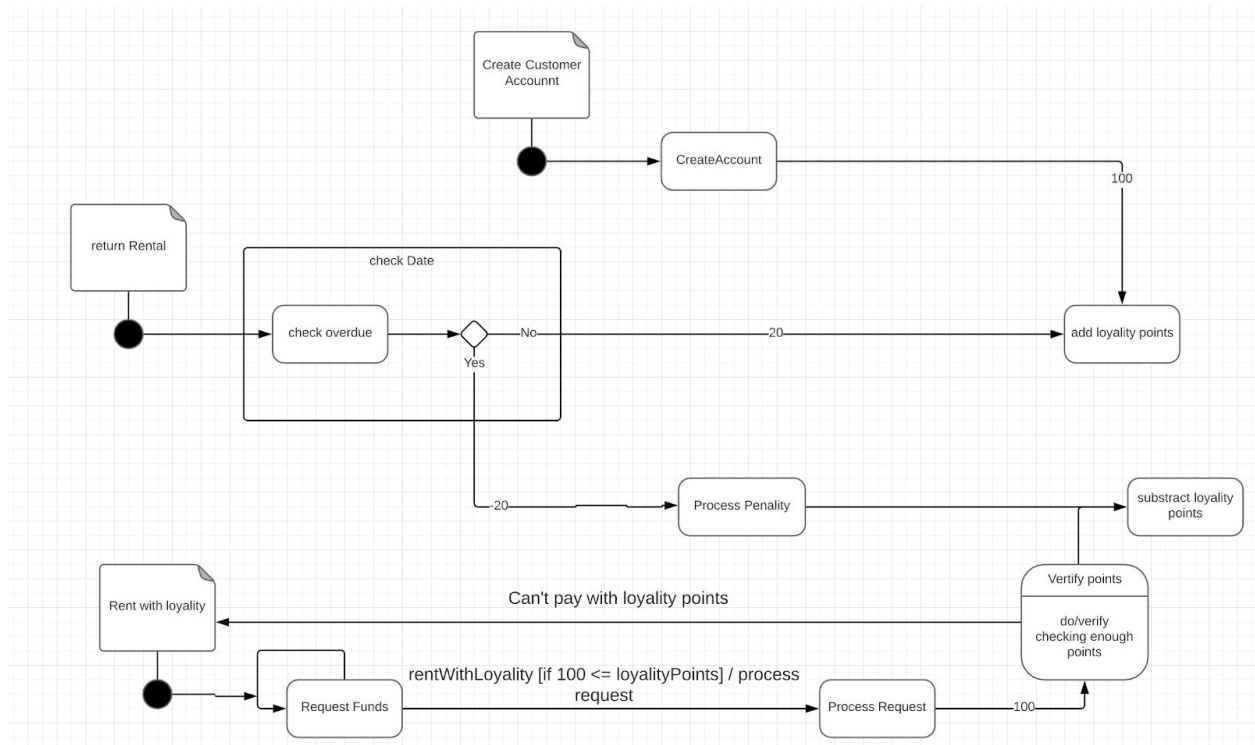 Create Customer
Accounnt
CreateAccount
100
return Rental
check Date
check overdue
No
20
add loyality points
Yes
-20
Process Penality
substract loyality
points
Vertify points
do/verify
checking enough
points
Can't pay with loyality points
Rent with loyality
rentWithLoyality [if 100 <= loyalityPoints] / process
request
Request Funds
Process Request
100